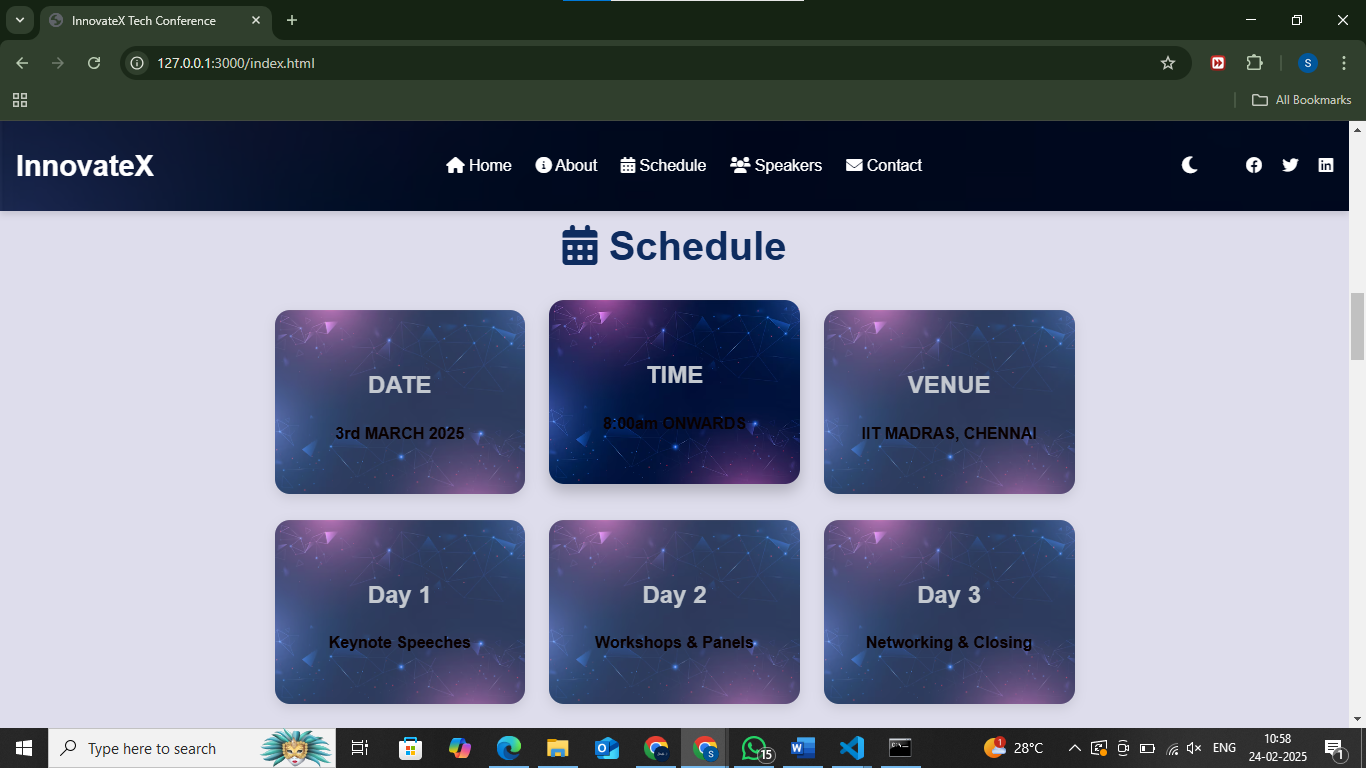 InnovateX Tech Conference
127.0.0.1:3000/index.html
S
All Bookmarks
InnovateX
Home About Schedule Speakers Contact
Schedule
DATE
3rd MARCH 2025
TIME
8:00am ONWARDS
VENUE
IIT MADRAS, CHENNAI
Day 1
Keynote Speeches
Day 2
Workshops & Panels
Day 3
Networking & Closing
Type here to search
S
15
1
28°C
ENG
10:58
24-02-2025
1